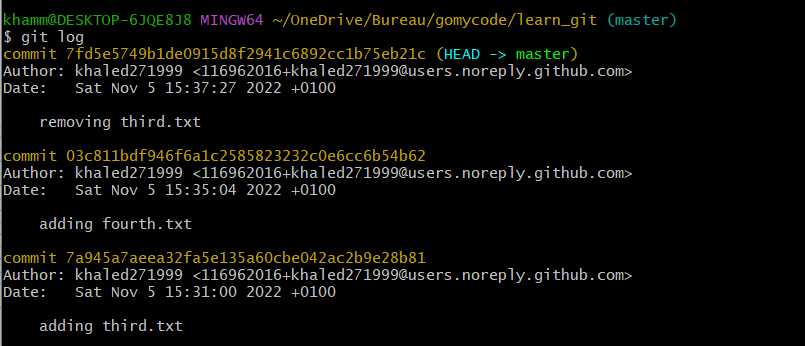 khamm@DESKTOP-6JQE8J8 MINGW64 ~/OneDrive/Bureau/gomycode/learn_git (master)
$ git log
commit 7fd5e5749b1de0915d8f2941c6892cc1b75eb21c (HEAD -> master)
Author: khaled271999 <116962016+khaled271999@users.noreply.github.com>
Date:   Sat Nov 5 15:37:27 2022 +0100
    removing third.txt
commit 03c811bdf946f6a1c2585823232c0e6cc6b54b62
Author: khaled271999 <116962016+khaled271999@users.noreply.github.com>
Date:   Sat Nov 5 15:35:04 2022 +0100
    adding fourth.txt
commit 7a945a7aeea32fa5e135a60cbe042ac2b9e28b81
Author: khaled271999 <116962016+khaled271999@users.noreply.github.com>
Date:   Sat Nov 5 15:31:00 2022 +0100
    adding third.txt